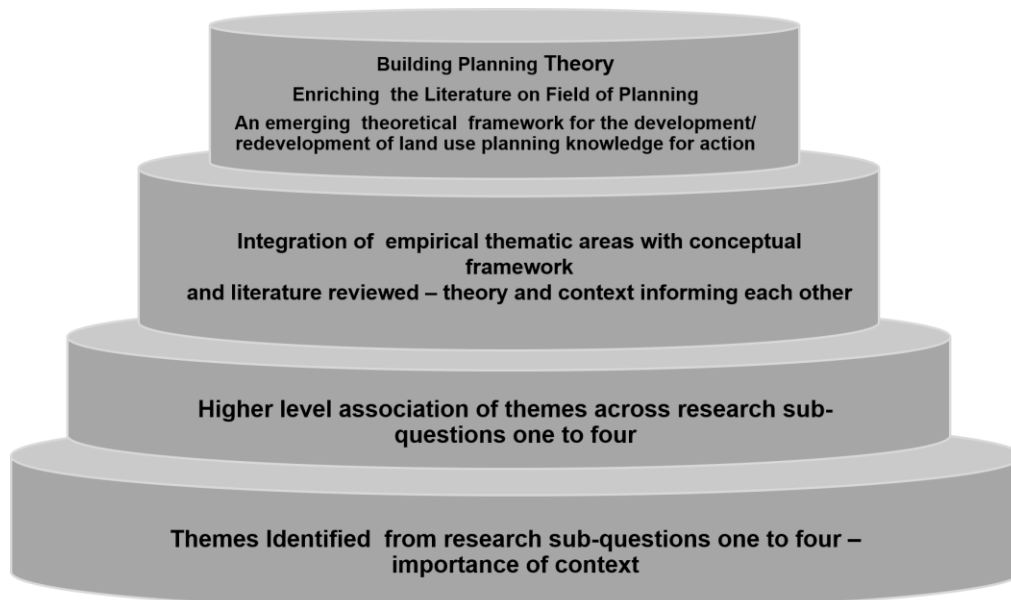 Building Planning Theory
Enriching the Literature on Field of Planning
An emerging theoretical framework for the development/
redevelopment of land use planning knowledge for action
Integration of empirical thematic areas with conceptual
framework
and literature reviewed – theory and context informing each other
Higher level association of themes across research sub-
questions one to four
Themes Identified from research sub-questions one to four –
importance of context